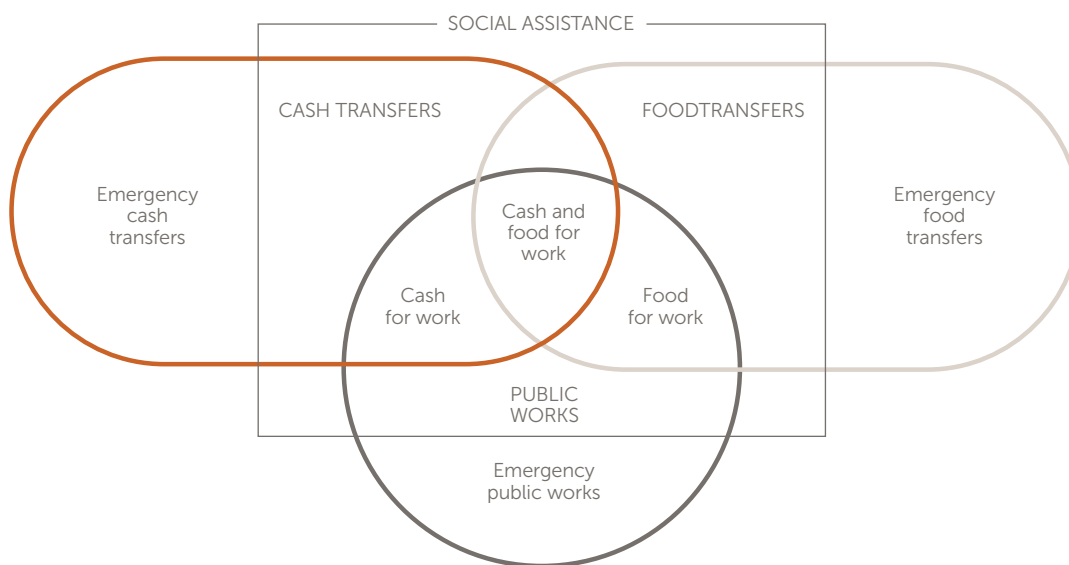 SOCIAL ASSISTANCE
CASH TRANSFERS
FOODTRANSFERS
Emergency
cash
transfers
Cash and
food for
work
Emergency
food
transfers
Cash
for work
Food
for work
PUBLIC
WORKS
Emergency
public works